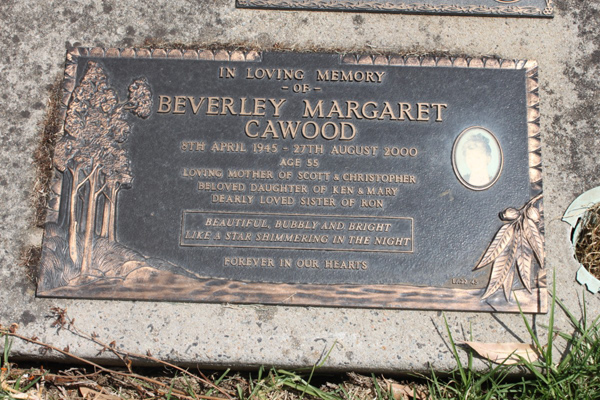 IN LOVING MEMORY
- OF -
BEVERLEY MARGARET
CAWOOD
8TH APRIL 1945 - 27TH AUGUST 2000
AGE 55
LOVING MOTHER OF SCOTT & CHRISTOPHER
BELOVED DAUGHTER OF KEN & MARY
DEARLY LOVED SISTER OF RON
BEAUTIFUL, BUBBLY AND BRIGHT
LIKE A STAR SHIMMERING IN THE NIGHT
FOREVER IN OUR HEARTS